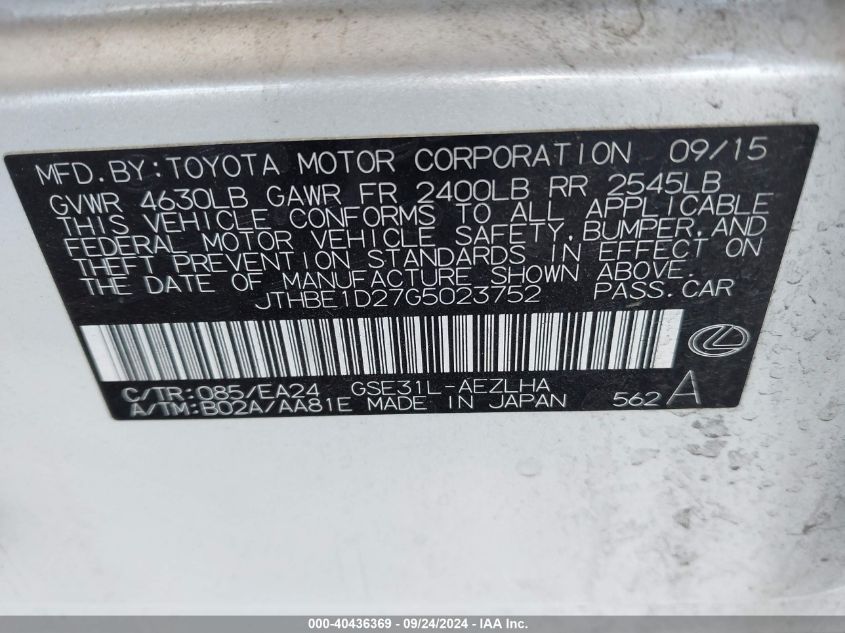 MFD.BY:TOYOTA MOTOR CORPORATION 09/15
GVWR 4630LB GAWR FR 2400LB RR 2545LB
THIS VEHICLE CONFORMS TO ALL APPLICABLE
FEDERAL MOTOR VEHICLE SAFETY,BUMPER,AND
THEFT PREVENTION STANDARDS IN EFFECT ON
THE DATE OF MANUFACTURE SHOWN ABOVE.
JTHBE1D27G5023752 PASS.CAR
C/TR:085/EA24 GSE31L-AEZLHA
A/TM:B02A/AA81E MADE IN JAPAN 562 A
000-40436369 - 09/24/2024 - IAA Inc.